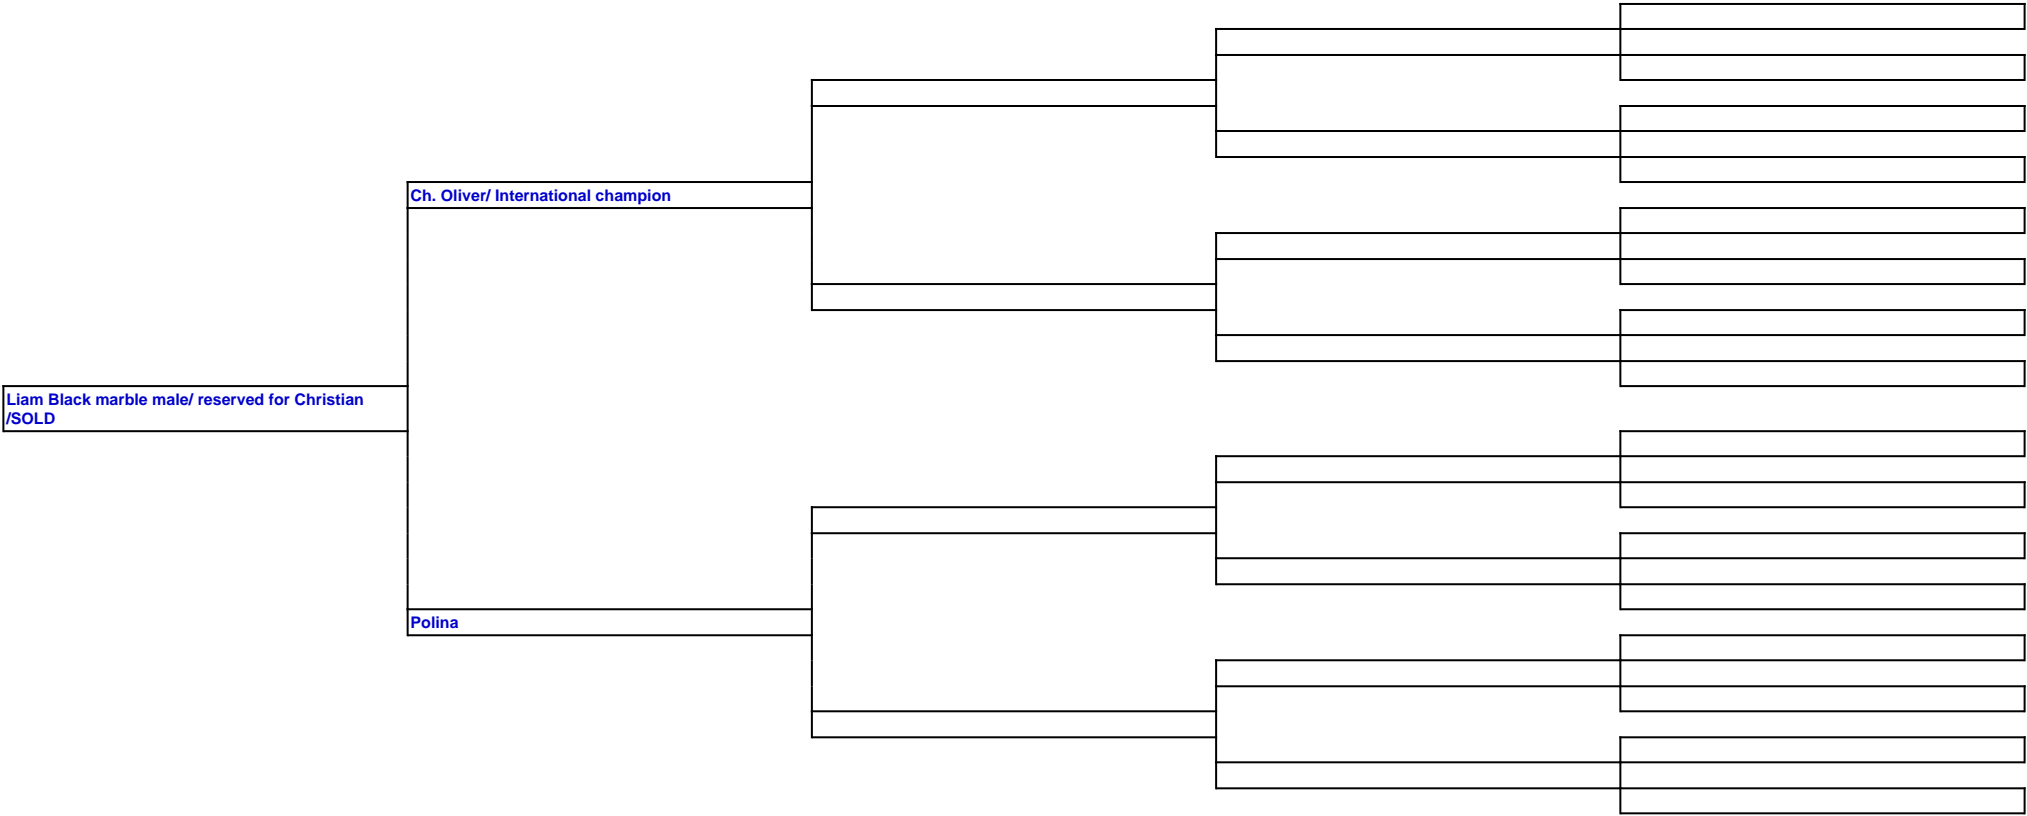 Ch. Oliver/ International champion
Liam Black marble male/ reserved for Christian
/SOLD
Polina